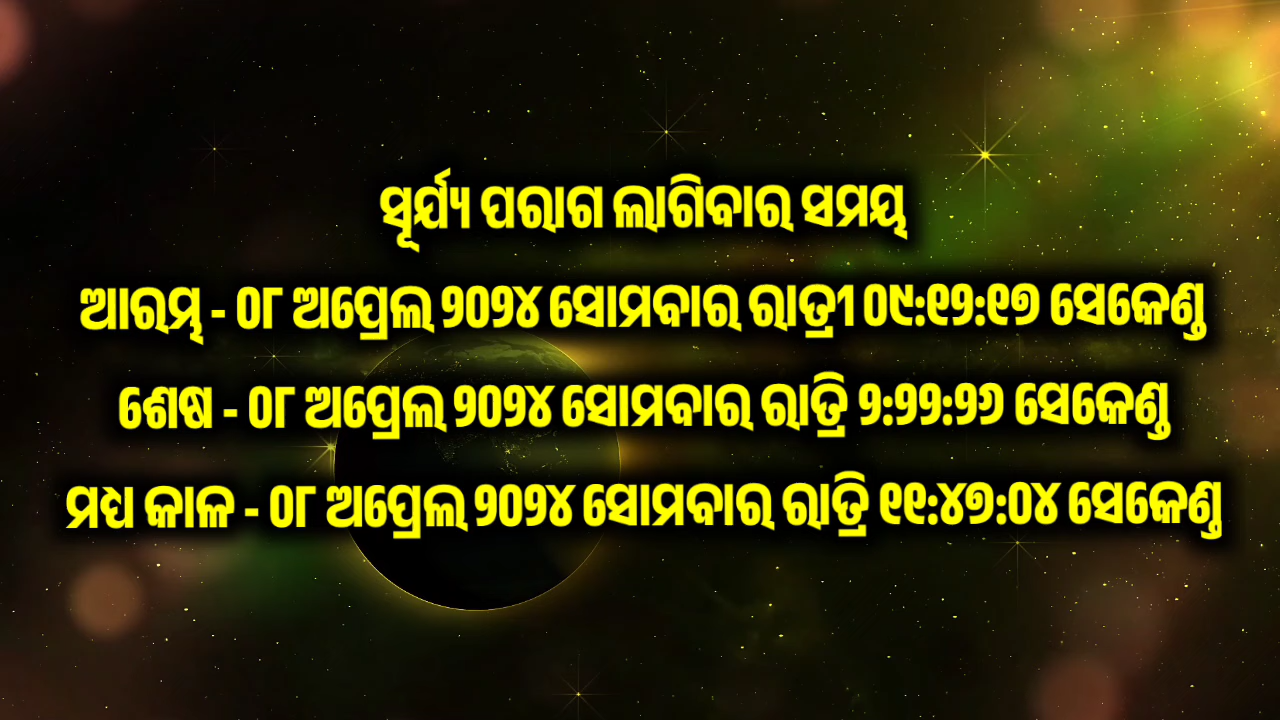 ସୂର୍ଯ୍ୟ ପରାଗ ଲାଗିବାର ସମୟ
ଆରମ୍ଭ - ୦୮ ଅପ୍ରେଲ ୨୦୨୪ ସୋମବାର ରାତ୍ରୀ ୦୯:୧୨:୧୭ ସେକେଣ୍ଡ
ଶେଷ - ୦୮ ଅପ୍ରେଲ ୨୦୨୪ ସୋମବାର ରାତ୍ରି ୨:୨୨:୨୬ ସେକେଣ୍ଡ
ମଧ୍ୟ କାଳ - ୦୮ ଅପ୍ରେଲ ୨୦୨୪ ସୋମବାର ରାତ୍ରି ୧୧:୪୭:୦୪ ସେକେଣ୍ଡ